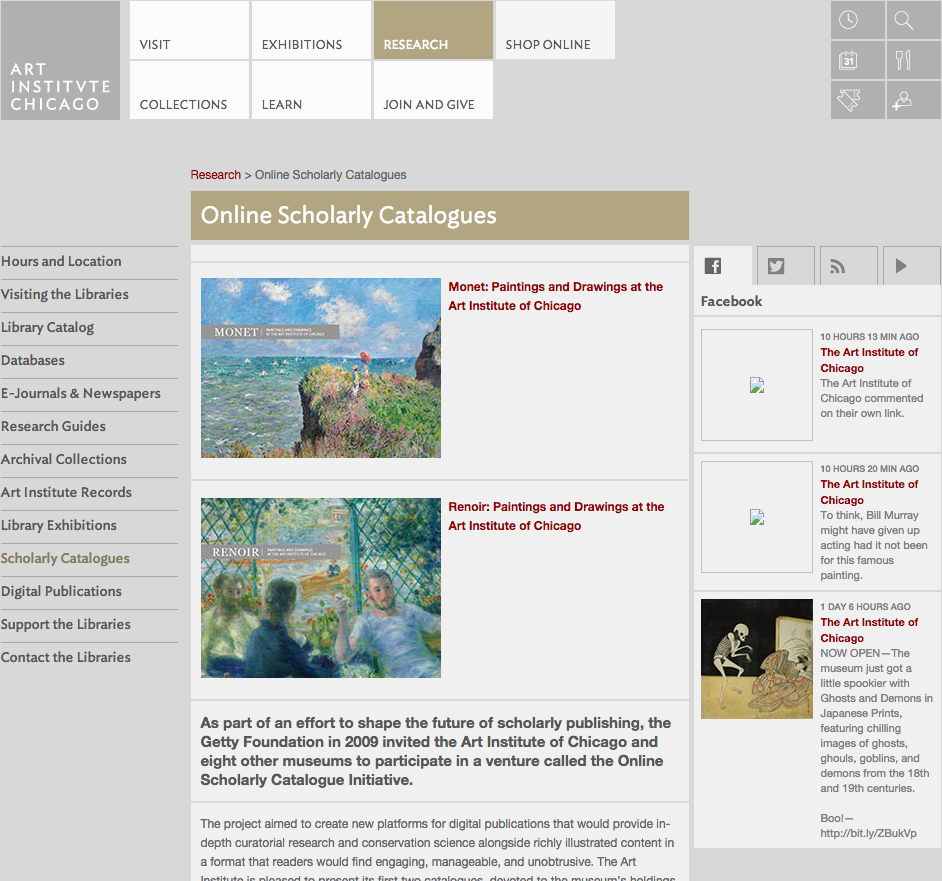 ART
INSTITVTE
CHICAGO
VISIT
EXHIBITIONS
RESEARCH
SHOP ONLINE
COLLECTIONS
LEARN
JOIN AND GIVE
31
Research > Online Scholarly Catalogues
Online Scholarly Catalogues
Hours and Location
Visiting the Libraries
Library Catalog
Databases
E-Journals & Newspapers
Research Guides
Archival Collections
Art Institute Records
Library Exhibitions
Scholarly Catalogues
Digital Publications
Support the Libraries
Contact the Libraries
MONET
PAINTINGS AND DRAWINGS
AT THE ART INSTITUTE OF CHICAGO
Monet: Paintings and Drawings at the
Art Institute of Chicago
RENOIR
PAINTINGS AND DRAWINGS
AT THE ART INSTITUTE OF CHICAGO
Renoir: Paintings and Drawings at the
Art Institute of Chicago
As part of an effort to shape the future of scholarly publishing, the
Getty Foundation in 2009 invited the Art Institute of Chicago and
eight other museums to participate in a venture called the Online
Scholarly Catalogue Initiative.
The project aimed to create new platforms for digital publications that would provide in-
depth curatorial research and conservation science alongside richly illustrated content in
a format that readers would find engaging, manageable, and unobtrusive. The Art
Institute is pleased to present its first two catalogues, devoted to the museum's holdings
Facebook
10 HOURS 13 MIN AGO
The Art Institute of
Chicago
The Art Institute of
Chicago commented
on their own link.
10 HOURS 20 MIN AGO
The Art Institute of
Chicago
To think, Bill Murray
might have given up
acting had it not been
for this famous
painting.
1 DAY 6 HOURS AGO
The Art Institute of
Chicago
NOW OPEN—The
museum just got a
little spookier with
Ghosts and Demons in
Japanese Prints,
featuring chilling
images of ghosts,
ghouls, goblins, and
demons from the 18th
and 19th centuries.
Boo!—
http://bit.ly/ZBukVp